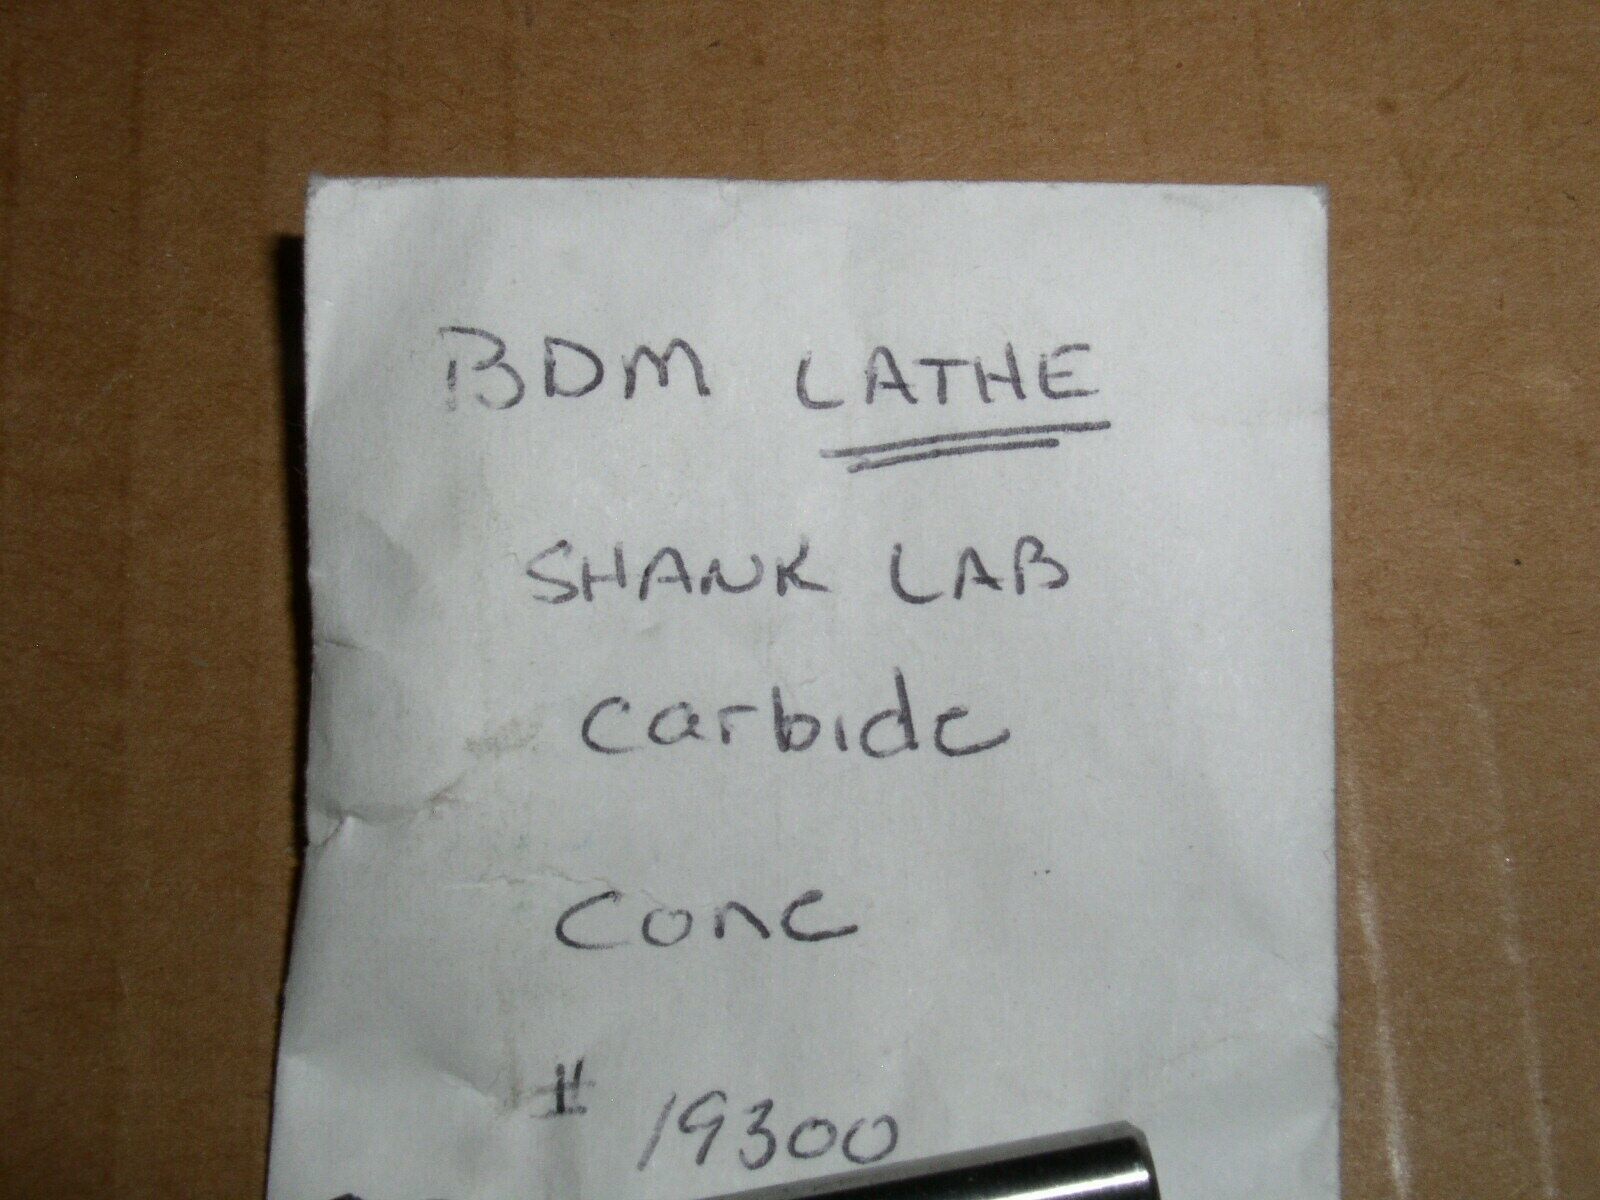 BDM LATHE
SHANK LAB
carbide
cone
# 19300